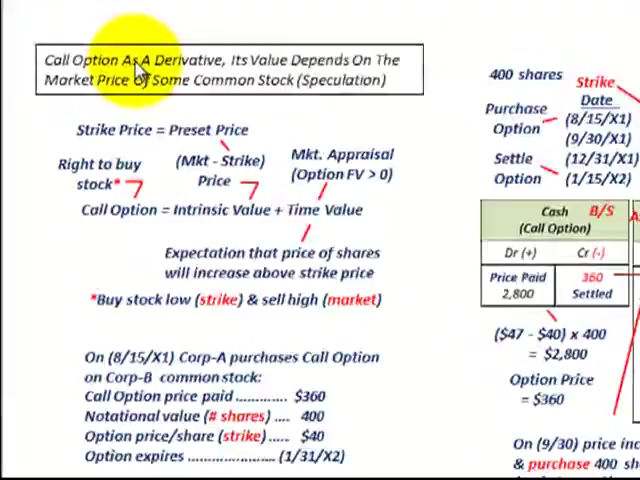 Call Option As A Derivative, Its Value Depends On The
Market Price Of Some Common Stock (Speculation)
Strike Price = Preset Price
Right to buy
stock*
(Mkt - Strike)
Price
Mkt. Appraisal
(Option FV > 0)
Call Option = Intrinsic Value + Time Value
Expectation that price of shares
will increase above strike price
*Buy stock low (strike) & sell high (market)
On (8/15/X1) Corp-A purchases Call Option
on Corp-B common stock:
Call Option price paid ............. $360
Notational value (# shares) .... 400
Option price/share (strike) ..... $40
Option expires ...................... (1/31/X2)
400 shares
Strike
Date
Purchase
Option
(8/15/X1)
(9/30/X1)
Settle
Option
(12/31/X1)
(1/15/X2)
Cash B/S
(Call Option)
Dr (+) Cr (-)
Price Paid 360
2,800 Settled
($47 - $40) x 400
= $2,800
Option Price
= $360
On (9/30) price inc
& purchase 400 sh